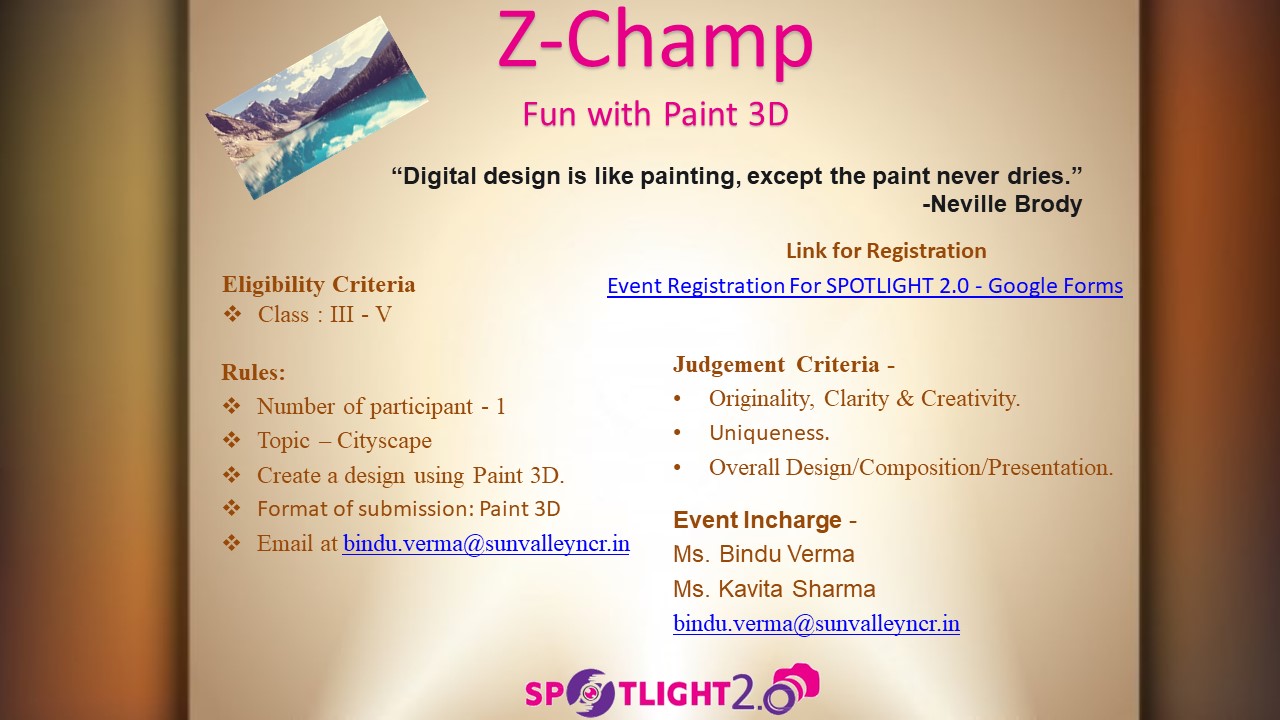 Z-Champ
Fun with Paint 3D
“Digital design is like painting, except the paint never dries.”
-Neville Brody
Link for Registration
Event Registration For SPOTLIGHT 2.0 - Google Forms
Eligibility Criteria
❖ Class : III - V
Rules:
❖ Number of participant - 1
❖ Topic – Cityscape
❖ Create a design using Paint 3D.
❖ Format of submission: Paint 3D
❖ Email at bindu.verma@sunvalleyncr.in
Judgement Criteria -
• Originality, Clarity & Creativity.
• Uniqueness.
• Overall Design/Composition/Presentation.
Event Incharge -
Ms. Bindu Verma
Ms. Kavita Sharma
bindu.verma@sunvalleyncr.in
SPOTLIGHT2.0